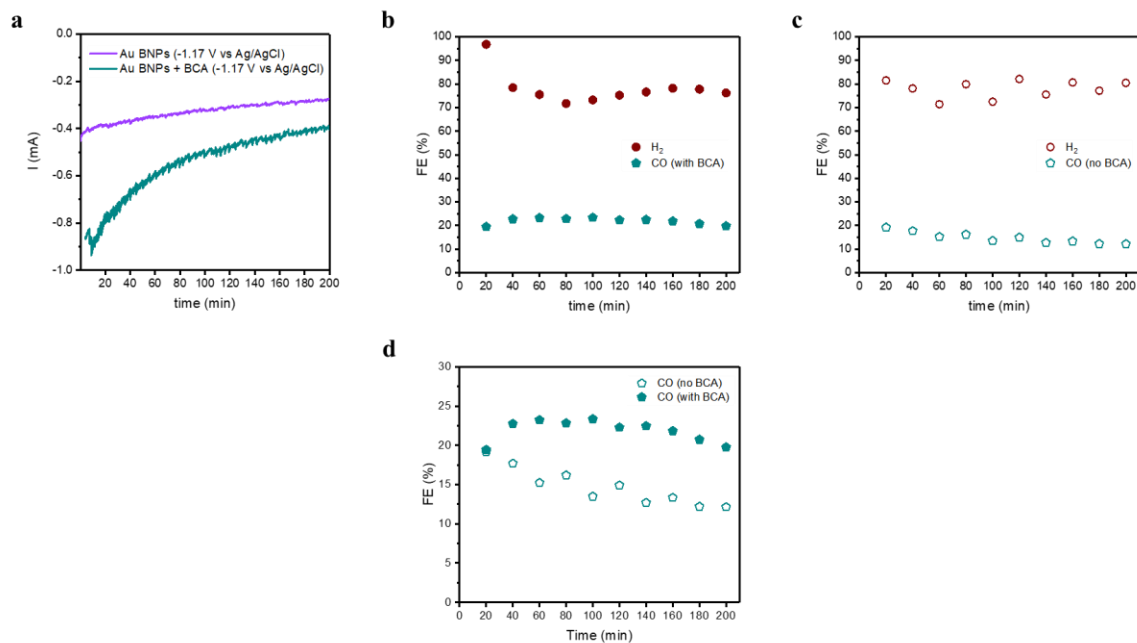 a
0.0
-0.2
-0.4
-0.6
-0.8
-1.0
I (mA)
Au BNPs (-1.17 V vs Ag/AgCl)
Au BNPs + BCA (-1.17 V vs Ag/AgCl)
20 40 60 80 100 120 140 160 180 200
time (min)
b
100
90
80
70
60
50
40
30
20
10
0
FE (%)
H2
CO (with BCA)
0 20 40 60 80 100 120 140 160 180 200
time (min)
c
100
90
80
70
60
50
40
30
20
10
0
FE (%)
H2
CO (no BCA)
0 20 40 60 80 100 120 140 160 180 200
time (min)
d
30
25
20
15
10
5
0
FE (%)
CO (no BCA)
CO (with BCA)
0 20 40 60 80 100 120 140 160 180 200
Time (min)